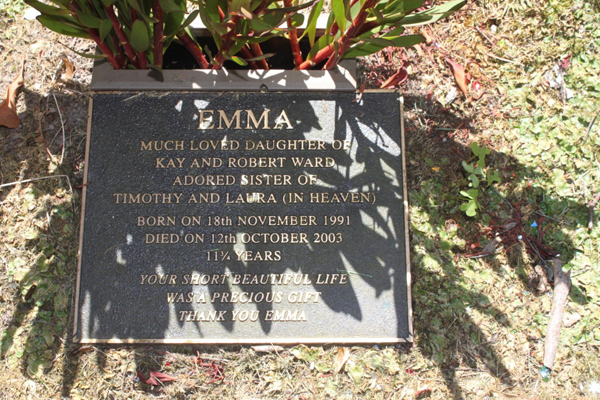 EMMA
MUCH LOVED DAUGHTER OF
KAY AND ROBERT WARD
ADORED SISTER OF
TIMOTHY AND LAURA (IN HEAVEN)
BORN ON 18th NOVEMBER 1991
DIED ON 12th OCTOBER 2003
11¾ YEARS
YOUR SHORT BEAUTIFUL LIFE
WAS A PRECIOUS GIFT
THANK YOU EMMA